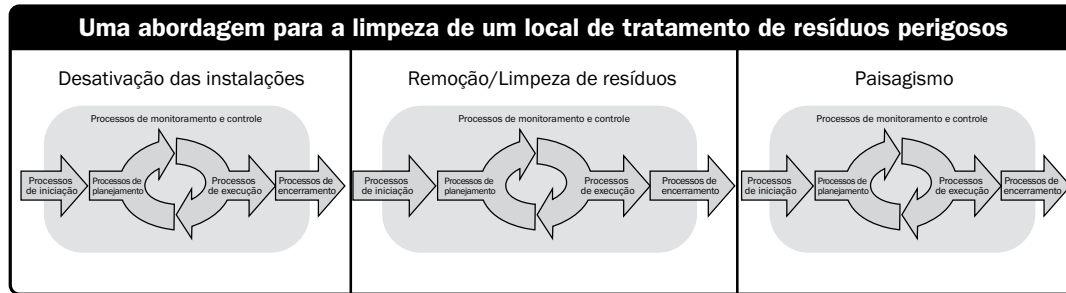 Uma abordagem para a limpeza de um local de tratamento de resíduos perigosos
Desativação das instalações
Processos de monitoramento e controle
Processos
de iniciação
Processos de
planejamento
Processos
de execução
Processos de
encerramento
Remoção/Limpeza de resíduos
Processos de monitoramento e controle
Processos
de iniciação
Processos de
planejamento
Processos
de execução
Processos de
encerramento
Paisagismo
Processos de monitoramento e controle
Processos
de iniciação
Processos de
planejamento
Processos
de execução
Processos de
encerramento